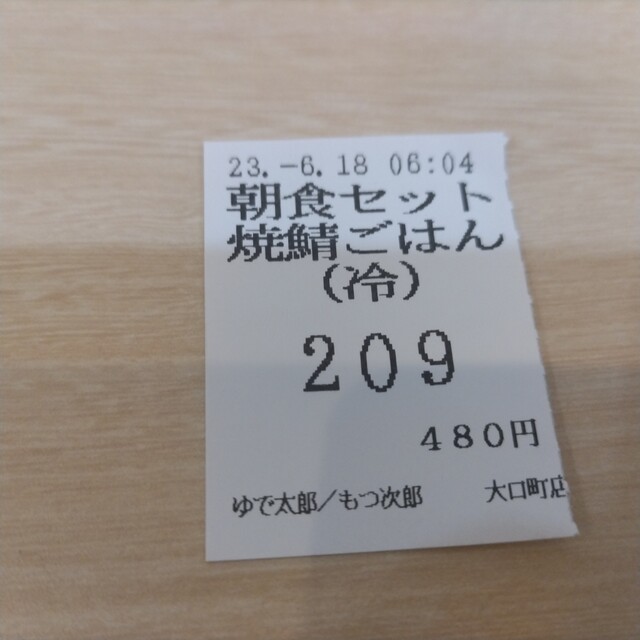 23.-6.18 06:04
朝食セット
焼鯖ごはん
(冷)
209
480円
ゆで太郎/もつ次郎 大口町店